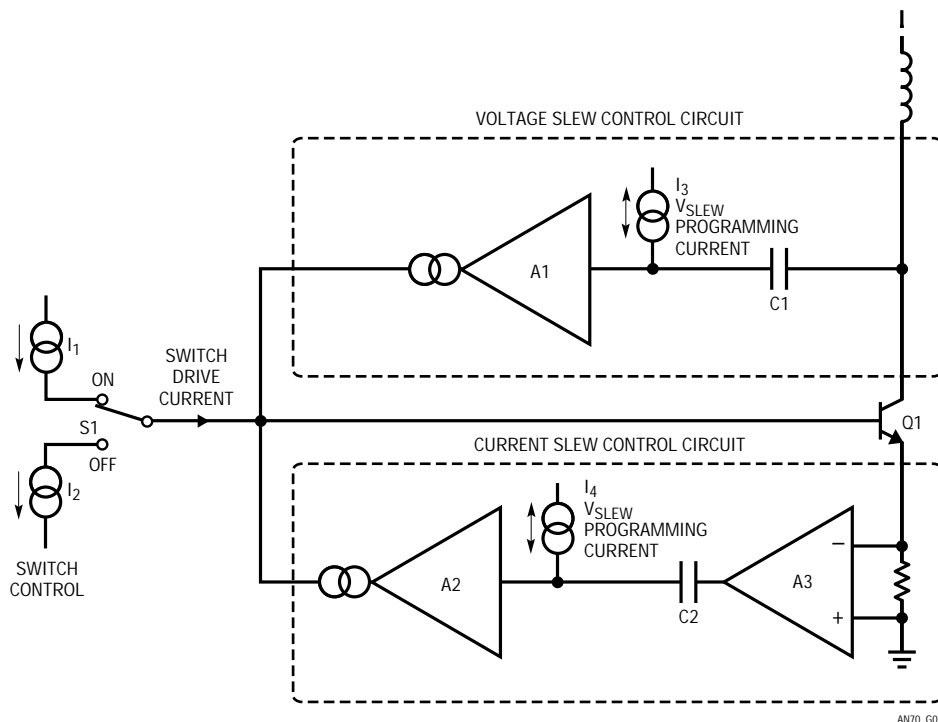 VOLTAGE SLEW CONTROL CIRCUIT
I3
VSLEW
PROGRAMMING
CURRENT
A1
C1
I1
ON
SWITCH
DRIVE
CURRENT
S1
OFF
I2
SWITCH
CONTROL
Q1
CURRENT SLEW CONTROL CIRCUIT
I4
VSLEW
PROGRAMMING
CURRENT
A2
C2
A3
–
+